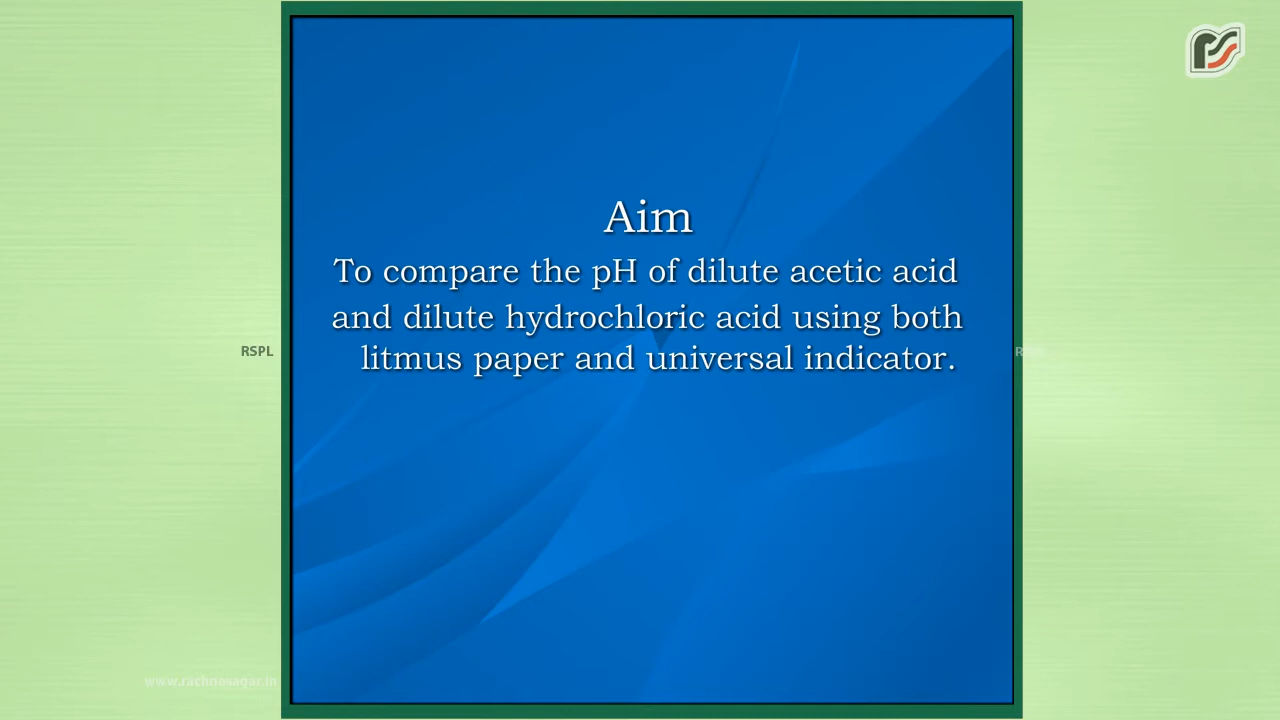 Aim
To compare the pH of dilute acetic acid
and dilute hydrochloric acid using both
litmus paper and universal indicator.
RSPL
www.rachnasagar.in